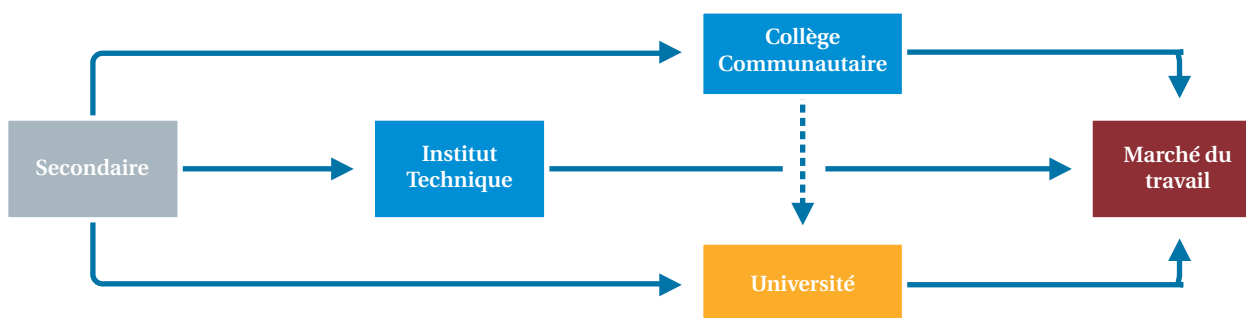 Collège
Communautaire
Secondaire
Institut
Technique
Marché du
travail
Université